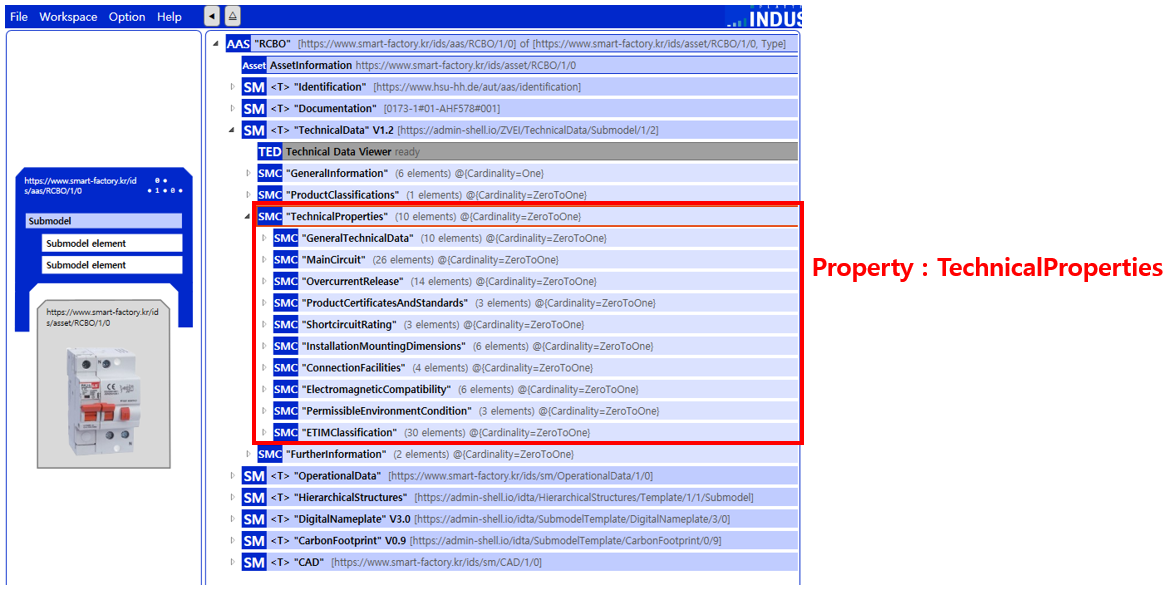 File Workspace Option Help
INDUS
https://www.smart-factory.kr/id
s/aas/RCBO/1/0
Submodel
Submodel element
Submodel element
https://www.smart-factory.kr/id
s/asset/RCBO/1/0
AAS "RCBO" [https://www.smart-factory.kr/ids/aas/RCBO/1/0] of [https://www.smart-factory.kr/ids/asset/RCBO/1/0, Type]
Asset AssetInformation https://www.smart-factory.kr/ids/asset/RCBO/1/0
SM <T> "Identification" [https://www.hsu-hh.de/aut/aas/identification]
SM <T> "Documentation" [0173-1#01-AHF578#001]
SM <T> "TechnicalData" V1.2 [https://admin-shell.io/ZVEI/TechnicalData/Submodel/1/2]
TED Technical Data Viewer ready
SMC "GeneralInformation" (6 elements) @{Cardinality=One}
SMC "ProductClassifications" (1 elements) @{Cardinality=ZeroToOne}
SMC "TechnicalProperties" (10 elements) @{Cardinality=ZeroToOne}
SMC "GeneralTechnicalData" (10 elements) @{Cardinality=ZeroToOne}
SMC "MainCircuit" (26 elements) @{Cardinality=ZeroToOne}
SMC "OvercurrentRelease" (14 elements) @{Cardinality=ZeroToOne}
SMC "ProductCertificatesAndStandards" (3 elements) @{Cardinality=ZeroToOne}
SMC "ShortcircuitRating" (3 elements) @{Cardinality=ZeroToOne}
SMC "InstallationMountingDimensions" (6 elements) @{Cardinality=ZeroToOne}
SMC "ConnectionFacilities" (4 elements) @{Cardinality=ZeroToOne}
SMC "ElectromagneticCompatibility" (6 elements) @{Cardinality=ZeroToOne}
SMC "PermissibleEnvironmentCondition" (3 elements) @{Cardinality=ZeroToOne}
SMC "ETIMClassification" (30 elements) @{Cardinality=ZeroToOne}
SMC "FurtherInformation" (2 elements) @{Cardinality=ZeroToOne}
SM <T> "OperationalData" [https://www.smart-factory.kr/ids/sm/OperationalData/1/0]
SM <T> "HierarchicalStructures" [https://admin-shell.io/idta/HierarchicalStructures/Template/1/1/Submodel]
SM <T> "DigitalNameplate" V3.0 [https://admin-shell.io/idta/SubmodelTemplate/DigitalNameplate/3/0]
SM <T> "CarbonFootprint" V0.9 [https://admin-shell.io/idta/SubmodelTemplate/CarbonFootprint/0/9]
SM <T> "CAD" [https://www.smart-factory.kr/ids/sm/CAD/1/0]
Property : TechnicalProperties